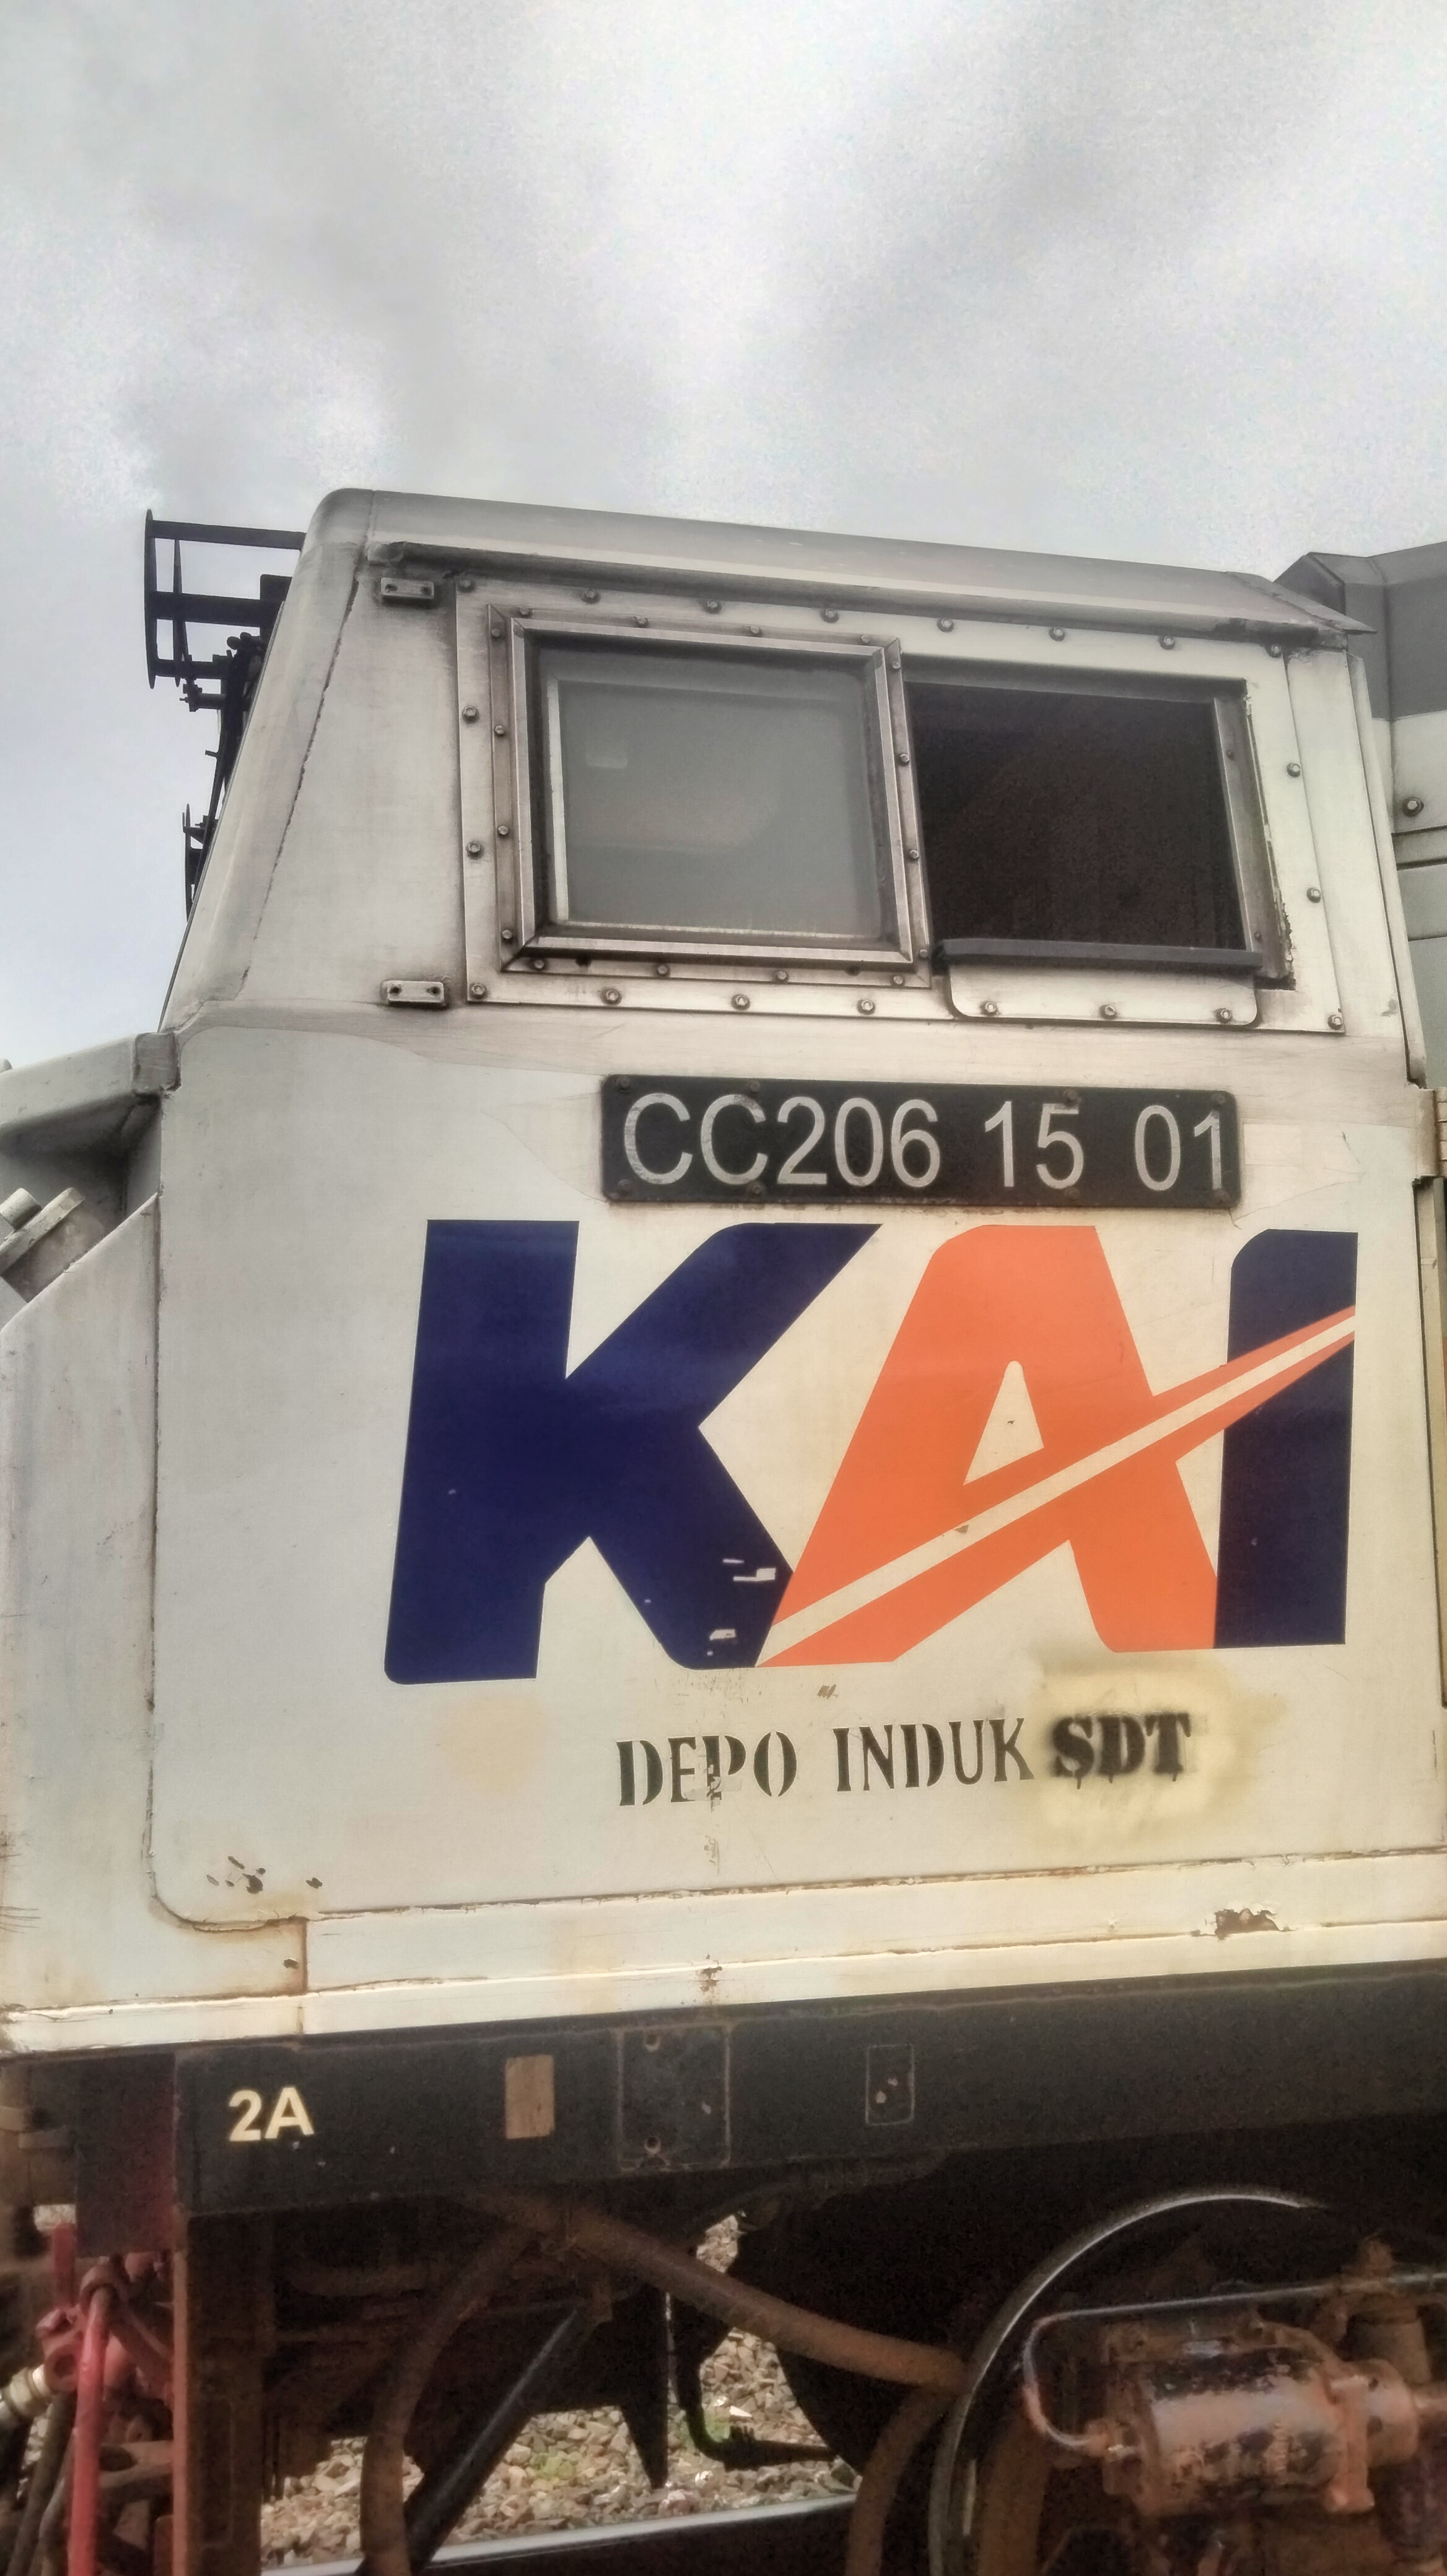 CC206 15 01
KAI
DEPO INDUK SDT
2A